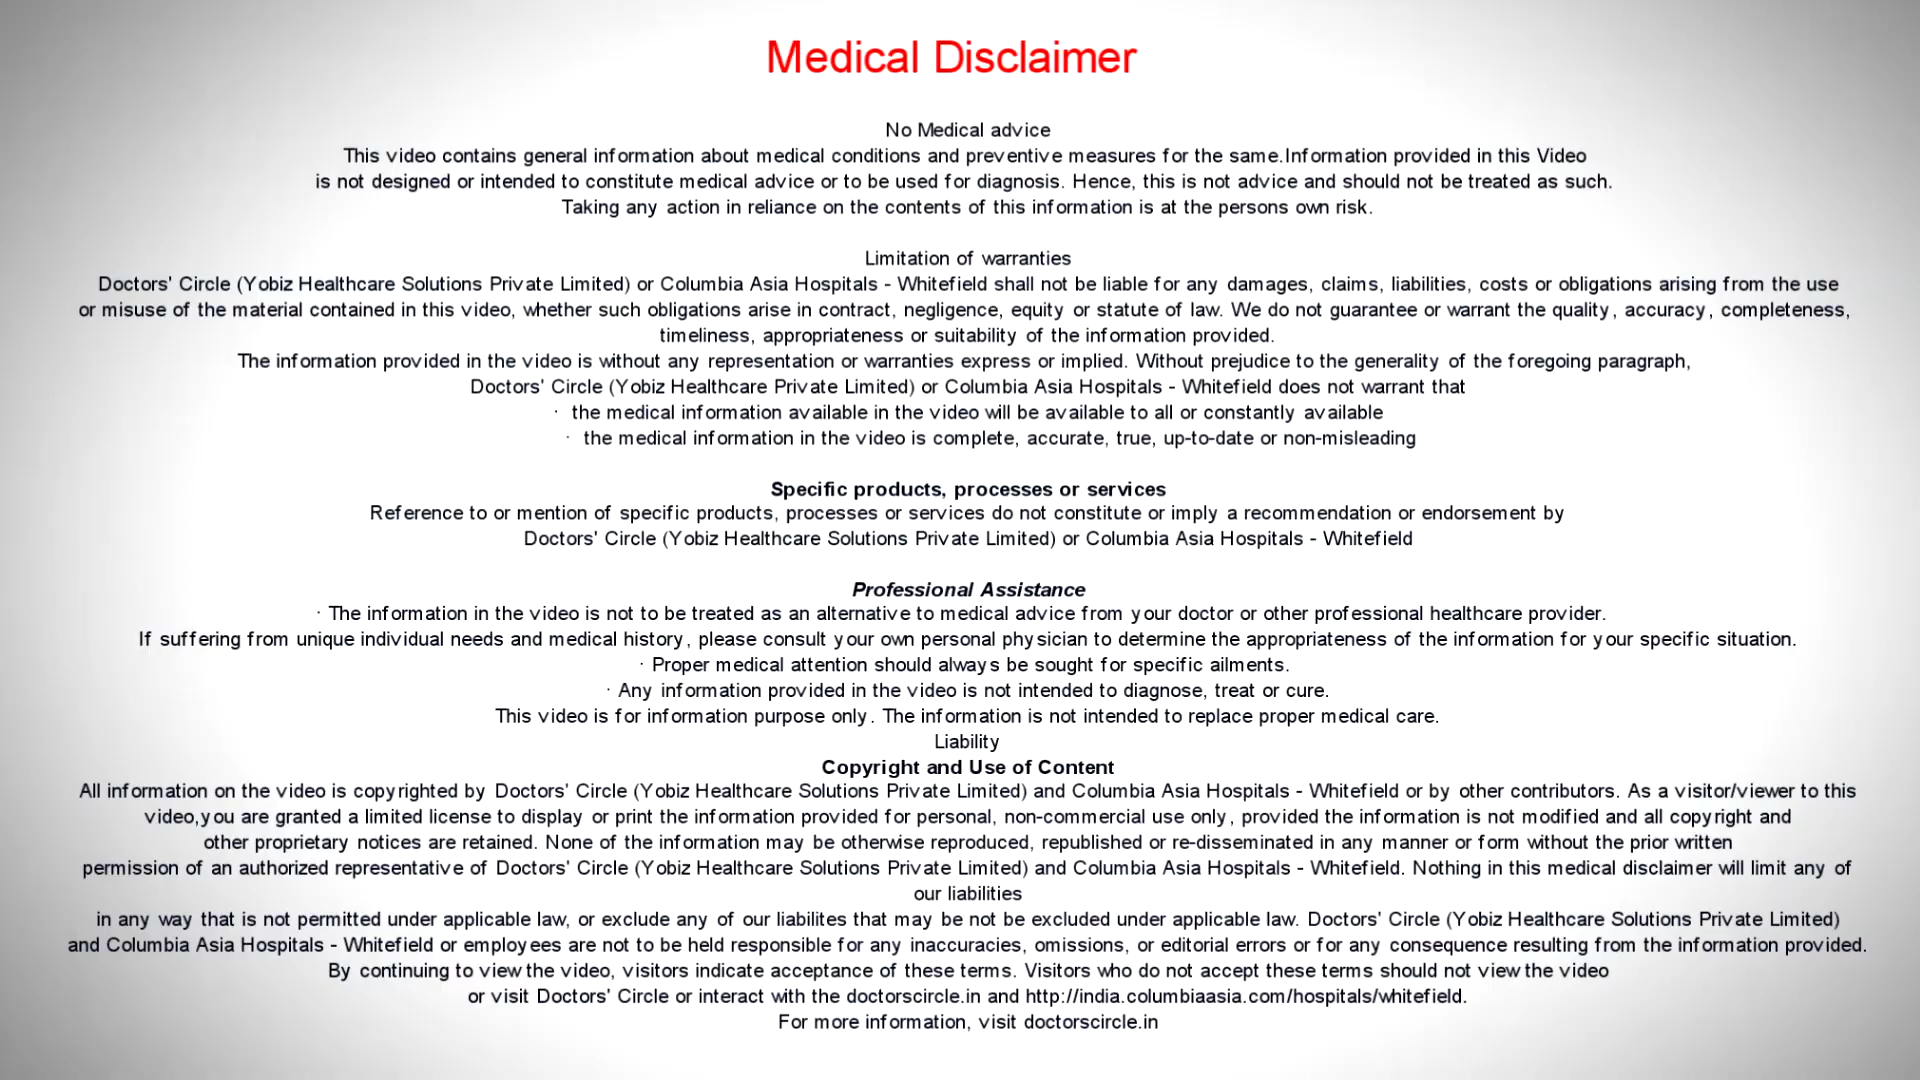 Medical Disclaimer
No Medical advice
This video contains general information about medical conditions and preventive measures for the same.Information provided in this Video
is not designed or intended to constitute medical advice or to be used for diagnosis. Hence, this is not advice and should not be treated as such.
Taking any action in reliance on the contents of this information is at the persons own risk.
Limitation of warranties
Doctors' Circle (Yobiz Healthcare Solutions Private Limited) or Columbia Asia Hospitals - Whitefield shall not be liable for any damages, claims, liabilities, costs or obligations arising from the use
or misuse of the material contained in this video, whether such obligations arise in contract, negligence, equity or statute of law. We do not guarantee or warrant the quality, accuracy, completeness,
timeliness, appropriateness or suitability of the information provided.
The information provided in the video is without any representation or warranties express or implied. Without prejudice to the generality of the foregoing paragraph,
Doctors' Circle (Yobiz Healthcare Private Limited) or Columbia Asia Hospitals - Whitefield does not warrant that
· the medical information available in the video will be available to all or constantly available
· the medical information in the video is complete, accurate, true, up-to-date or non-misleading
Specific products, processes or services
Reference to or mention of specific products, processes or services do not constitute or imply a recommendation or endorsement by
Doctors' Circle (Yobiz Healthcare Solutions Private Limited) or Columbia Asia Hospitals - Whitefield
Professional Assistance
· The information in the video is not to be treated as an alternative to medical advice from your doctor or other professional healthcare provider.
If suffering from unique individual needs and medical history, please consult your own personal physician to determine the appropriateness of the information for your specific situation.
· Proper medical attention should always be sought for specific ailments.
· Any information provided in the video is not intended to diagnose, treat or cure.
This video is for information purpose only. The information is not intended to replace proper medical care.
Liability
Copyright and Use of Content
All information on the video is copyrighted by Doctors' Circle (Yobiz Healthcare Solutions Private Limited) and Columbia Asia Hospitals - Whitefield or by other contributors. As a visitor/viewer to this
video,you are granted a limited license to display or print the information provided for personal, non-commercial use only, provided the information is not modified and all copyright and
other proprietary notices are retained. None of the information may be otherwise reproduced, republished or re-disseminated in any manner or form without the prior written
permission of an authorized representative of Doctors' Circle (Yobiz Healthcare Solutions Private Limited) and Columbia Asia Hospitals - Whitefield. Nothing in this medical disclaimer will limit any of
our liabilities
in any way that is not permitted under applicable law, or exclude any of our liabilites that may be not be excluded under applicable law. Doctors' Circle (Yobiz Healthcare Solutions Private Limited)
and Columbia Asia Hospitals - Whitefield or employees are not to be held responsible for any inaccuracies, omissions, or editorial errors or for any consequence resulting from the information provided.
By continuing to view the video, visitors indicate acceptance of these terms. Visitors who do not accept these terms should not view the video
or visit Doctors' Circle or interact with the doctorscircle.in and http://india.columbiaasia.com/hospitals/whitefield.
For more information, visit doctorscircle.in